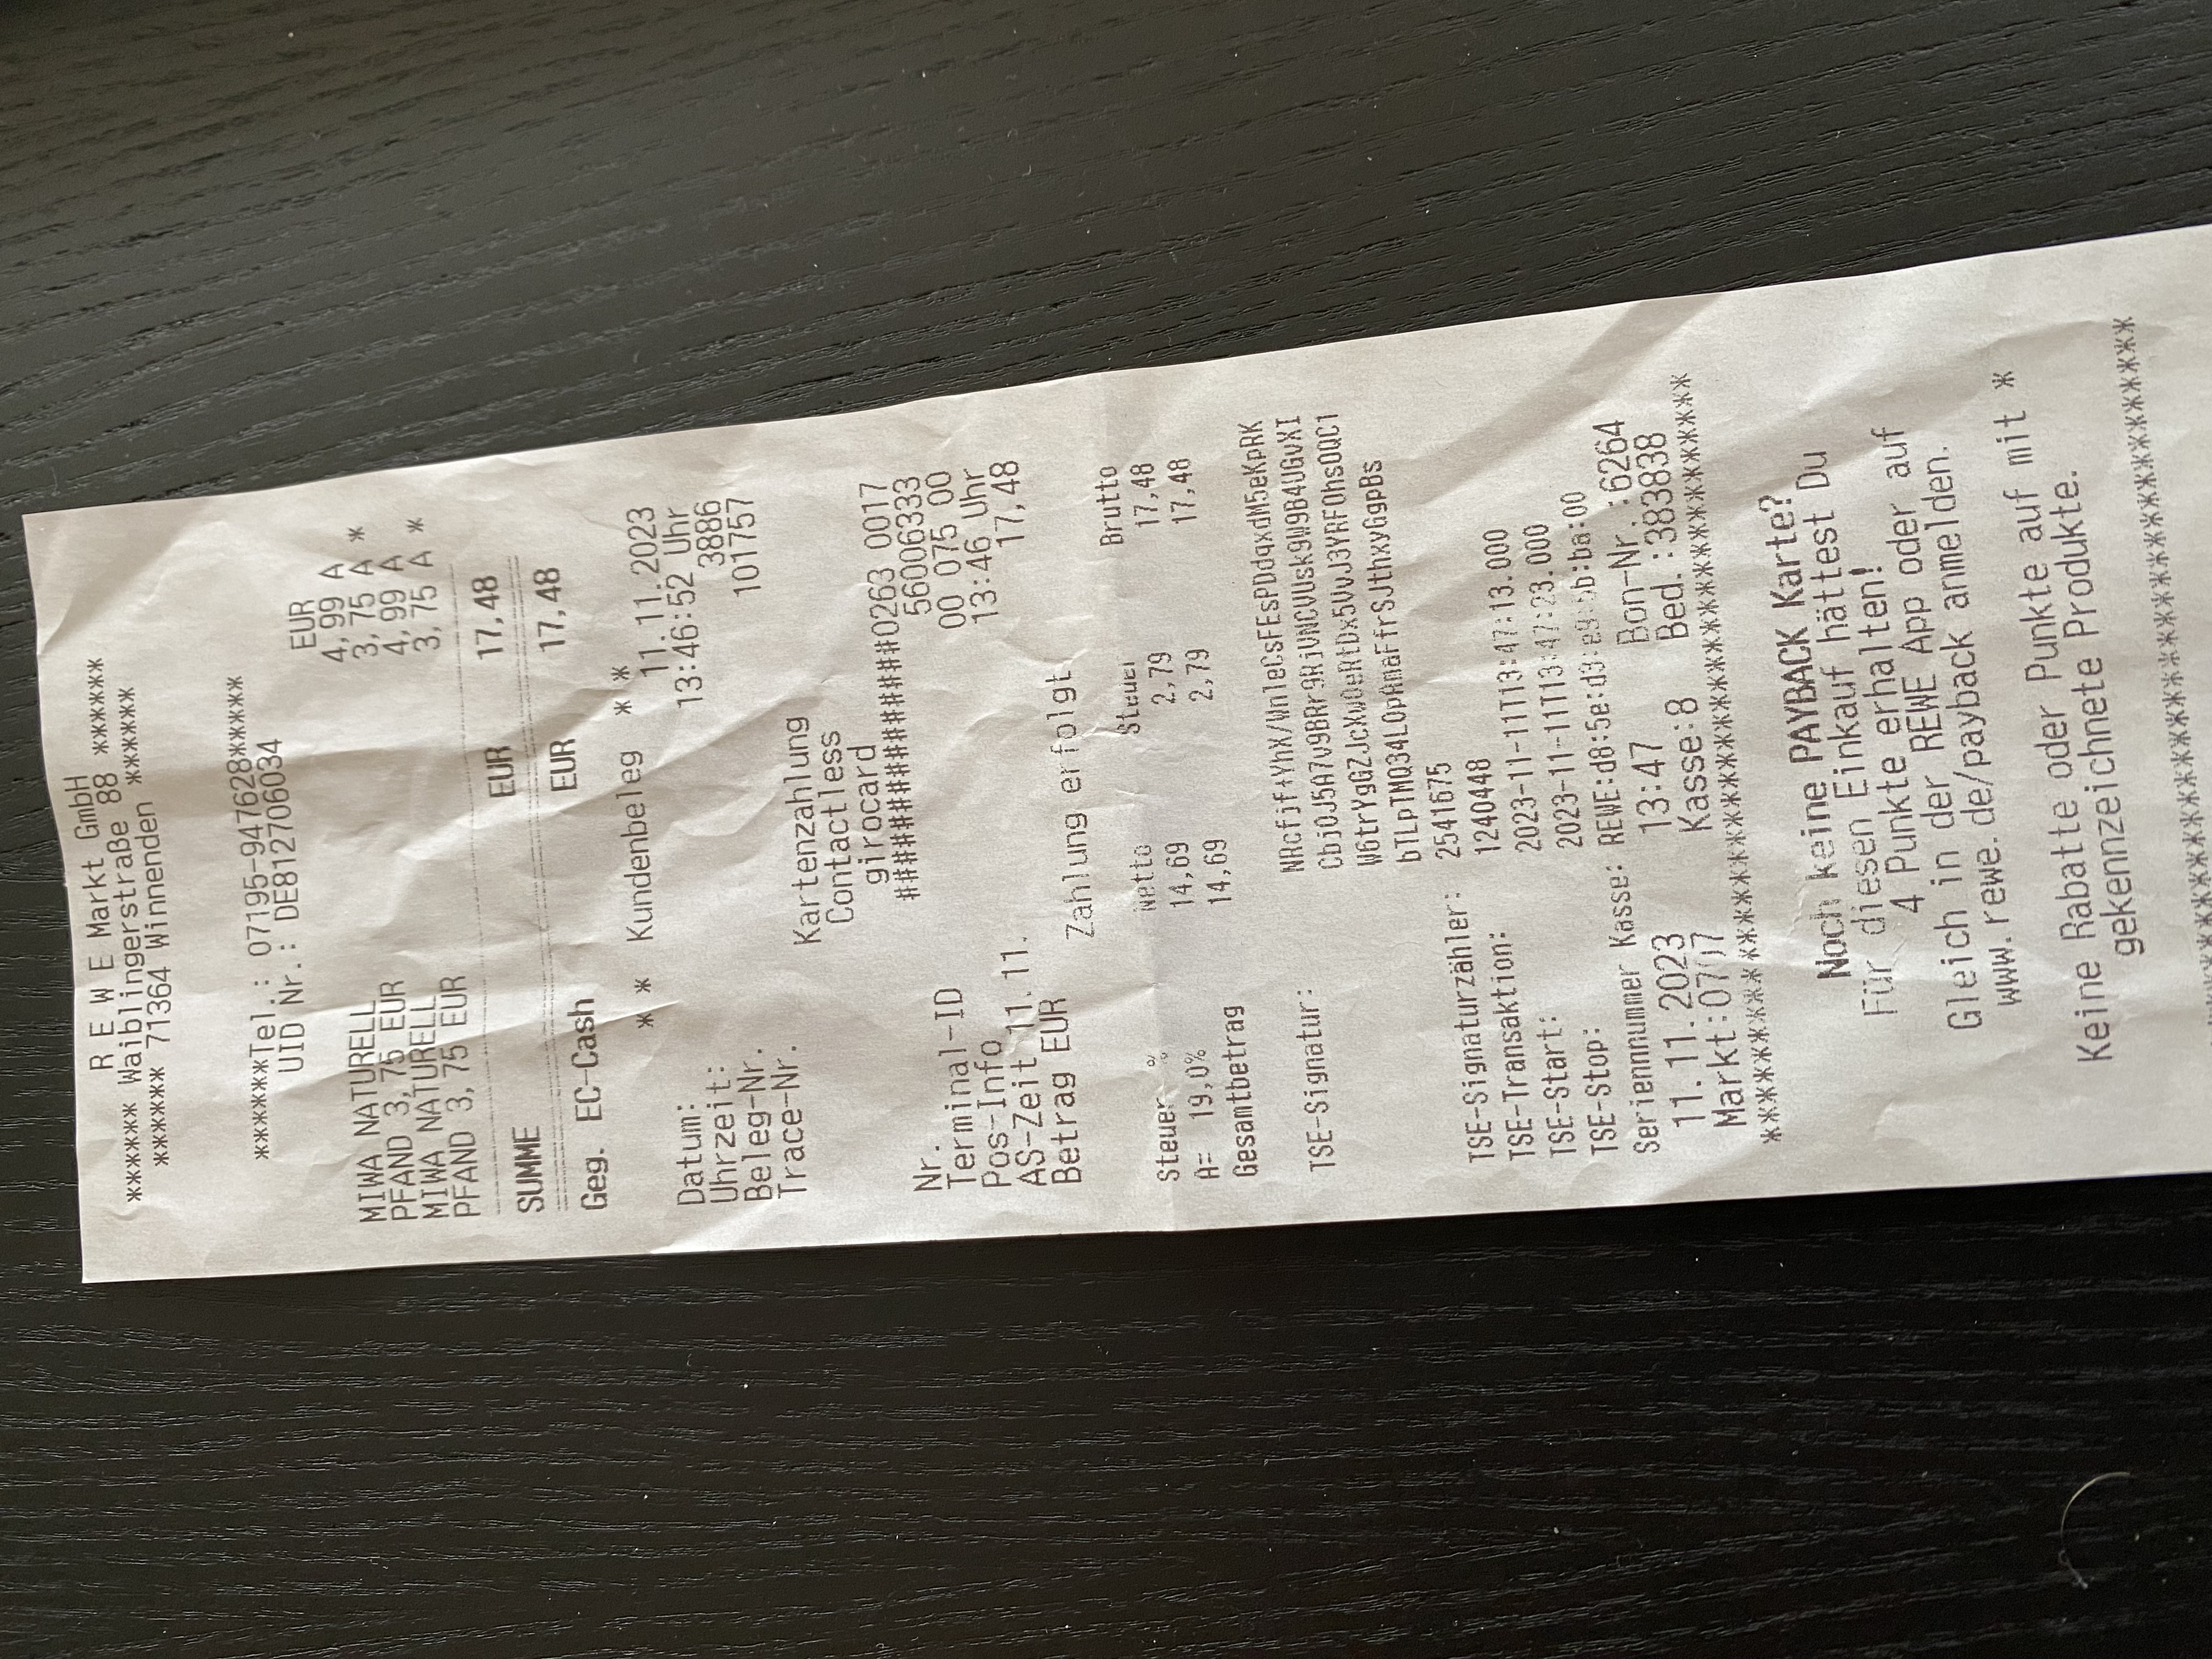 R E W E Markt GmbH
****** Waiblingerstraße 88 ******
****** 71364 Winnenden ******
******Tel.: 07195-947628*****
UID Nr.: DE812706034
EUR
MIWA NATURELL 4,99 A
PFAND 3,75 EUR 3,75 A *
MIWA NATURELL 4,99 A
PFAND 3,75 EUR 3,75 A *
SUMME EUR 17,48
Geg. EC-Cash EUR 17,48
* * Kundenbeleg * *
Datum: 11.11.2023
Uhrzeit: 13:46:52 Uhr
Beleg-Nr. 3886
Trace-Nr. 101757
Kartenzahlung
Contactless
girocard
Nr. ##############0263 0017
Terminal-ID 56006333
Pos-Info 00 075 00
AS-Zeit 11.11. 13:46 Uhr
Betrag EUR 17,48
Zahlung erfolgt
Steuer % Netto Steuer Brutto
A= 19,0% 14,69 2,79 17,48
Gesamtbetrag 14,69 2,79 17,48
TSE-Signatur: NRcfjf+YhX/WnleCsFEsPDdqxdM5eKpRK
CbjOJ5A7v9BRr9RjVNCVUsk9W9B4UGvXI
W6trYgGZJcXwOeRtDx5VvJ3YRFOhsOQC1
bTLpTMQ34LOpAmaFfrSJthxyGgpBs
TSE-Signaturzähler: 2541675
TSE-Transaktion: 1240448
TSE-Start: 2023-11-11T13:47:13.000
TSE-Stop: 2023-11-11T13:47:23.000
Seriennnummer Kasse: REWE:d8:5e:d3:e9:5b:ba:00
11.11.2023 13:47 Bon-Nr.:6264
Markt: Kasse:8 Bed.:383838
***************************************
Noch keine PAYBACK Karte?
Für diesen Einkauf hättest Du
4 Punkte erhalten!
Gleich in der REWE App oder auf
www.rewe.de/payback anmelden.
Keine Rabatte oder Punkte auf mit *
gekennzeichnete Produkte.
***************************************